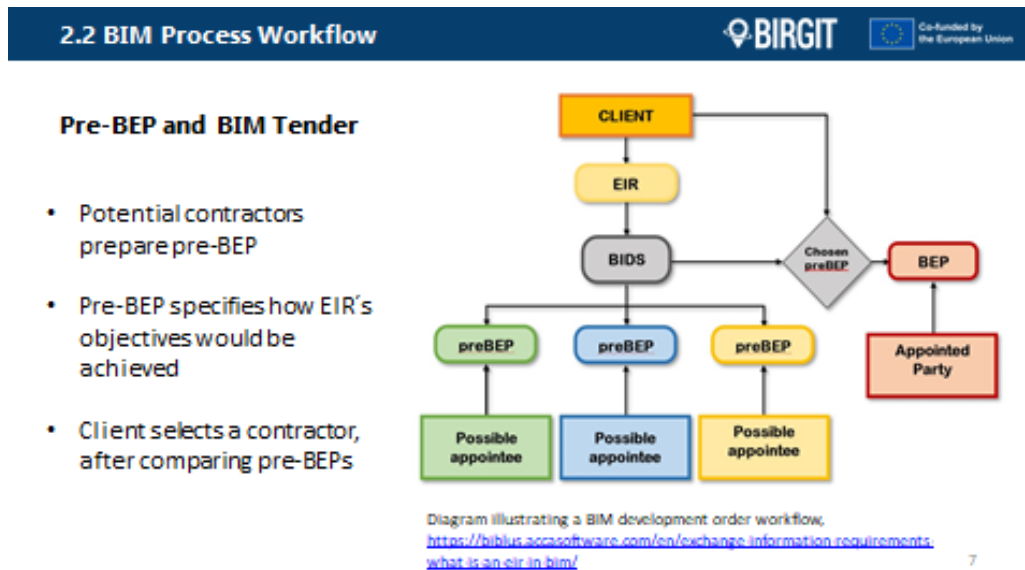 2.2 BIM Process Workflow
BIRGIT
Co-funded by
the European Union
Pre-BEP and BIM Tender
• Potential contractors
prepare pre-BEP
• Pre-BEP specifies how EIR´s
objectives would be
achieved
• Client selects a contractor,
after comparing pre-BEPs
CLIENT
EIR
BIDS
Chosen
preBEP
BEP
preBEP
preBEP
preBEP
Appointed
Party
Possible
appointee
Possible
appointee
Possible
appointee
Diagram illustrating a BIM development order workflow,
https://biblus.accasoftware.com/en/exchange-information-requirements-
what-is-an-eir-in-bim/
7